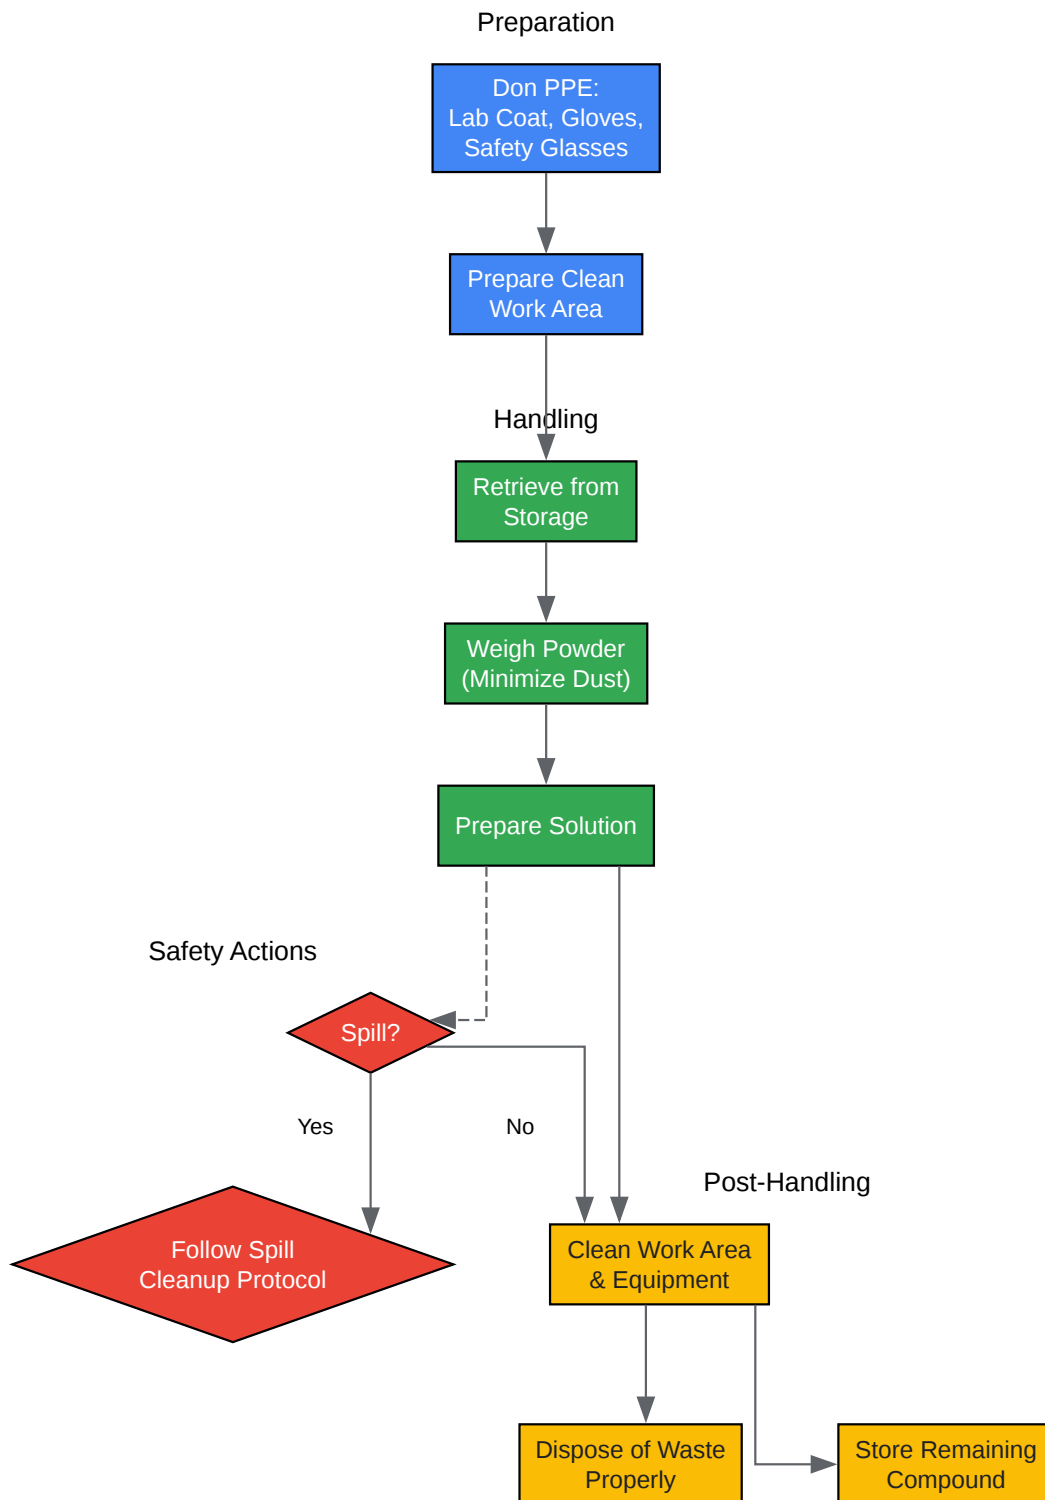 Preparation
Don PPE:
Lab Coat, Gloves,
Safety Glasses
Prepare Clean
Work Area
Handling
Retrieve from
Storage
Weigh Powder
(Minimize Dust)
Prepare Solution
Safety Actions
Spill?
Yes
No
Post-Handling
Follow Spill
Cleanup Protocol
Clean Work Area
& Equipment
Dispose of Waste
Properly
Store Remaining
Compound